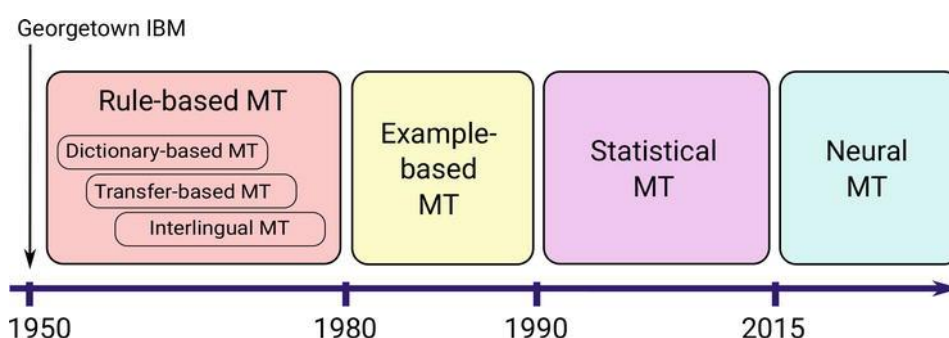 Georgetown IBM
Rule-based MT
Dictionary-based MT
Transfer-based MT
Interlingual MT
Example-
based
MT
Statistical
MT
Neural
MT
1950
1980
1990
2015